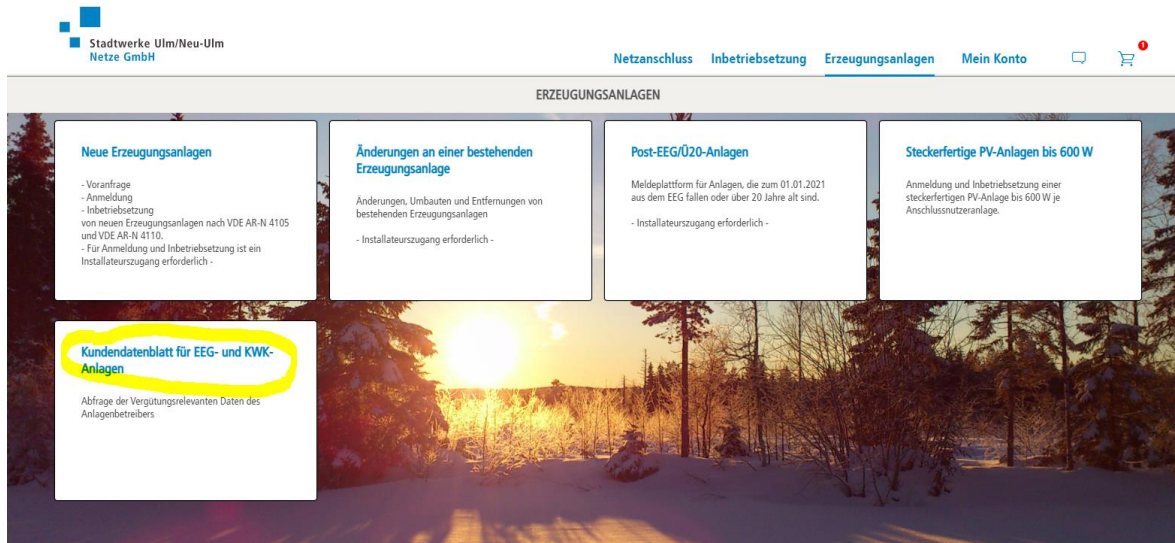 Stadtwerke Ulm/Neu-Ulm
Netze GmbH
Netzanschluss Inbetriebsetzung Erzeugungsanlagen Mein Konto
1
ERZEUGUNGSANLAGEN
Neue Erzeugungsanlagen
- Voranfrage
- Anmeldung
- Inbetriebsetzung
von neuen Erzeugungsanlagen nach VDE AR-N 4105
und VDE AR-N 4110.
- Für Anmeldung und Inbetriebsetzung ist ein
Installateurszugang erforderlich -
Änderungen an einer bestehenden
Erzeugungsanlage
Änderungen, Umbauten und Entfernungen von
bestehenden Erzeugungsanlagen
- Installateurszugang erforderlich -
Post-EEG/Ü20-Anlagen
Meldeplattform für Anlagen, die zum 01.01.2021
aus dem EEG fallen oder über 20 Jahre alt sind.
- Installateurszugang erforderlich -
Steckerfertige PV-Anlagen bis 600 W
Anmeldung und Inbetriebsetzung einer
steckerfertigen PV-Anlage bis 600 W je
Anschlussnutzeranlage.
Kundendatenblatt für EEG- und KWK-
Anlagen
Abfrage der Vergütungsrelevanten Daten des
Anlagenbetreibers